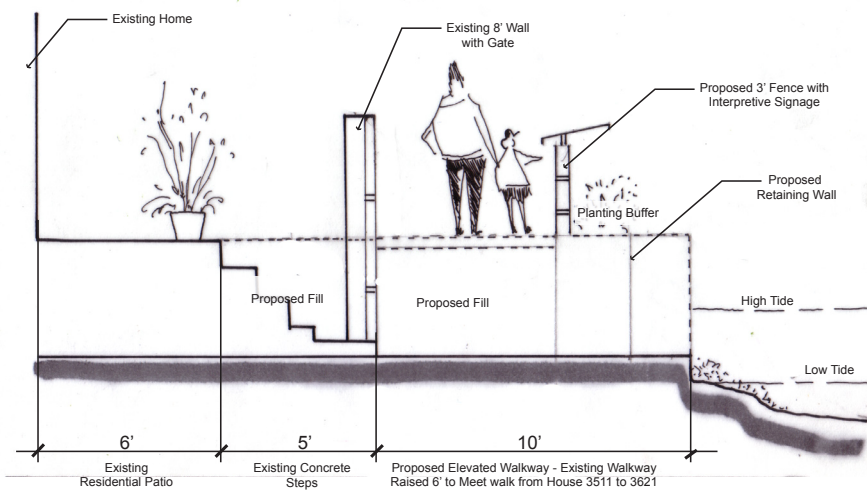 Existing Home
Existing 8’ Wall
with Gate
Proposed 3’ Fence with
Interpretive Signage
Proposed
Retaining Wall
Planting Buffer
Proposed Fill
Proposed Fill
High Tide
Low Tide
6’
5’
10’
Existing
Residential Patio
Existing Concrete
Steps
Proposed Elevated Walkway - Existing Walkway
Raised 6’ to Meet walk from House 3511 to 3621